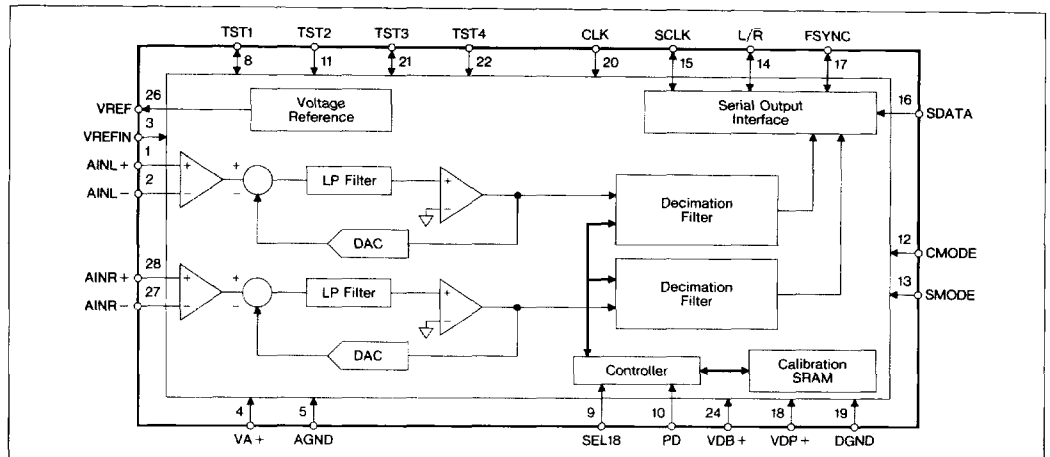 TST1 TST2 TST3 TST4 CLK SCLK L/R̅ FSYNC
8 11 21 22 20 15 14 17
26
VREF
Voltage
Reference
Serial Output
Interface
16
SDATA
3
VREFIN
1
AINL+
2
AINL−
+
−
+
−
LP Filter
+
−
DAC
Decimation
Filter
12
CMODE
28
AINR+
27
AINR−
+
−
+
−
LP Filter
+
−
DAC
Decimation
Filter
13
SMODE
Controller
Calibration
SRAM
4 5 9 10 24 18 19
VA+ AGND SEL18 PD VDB+ VDP+ DGND